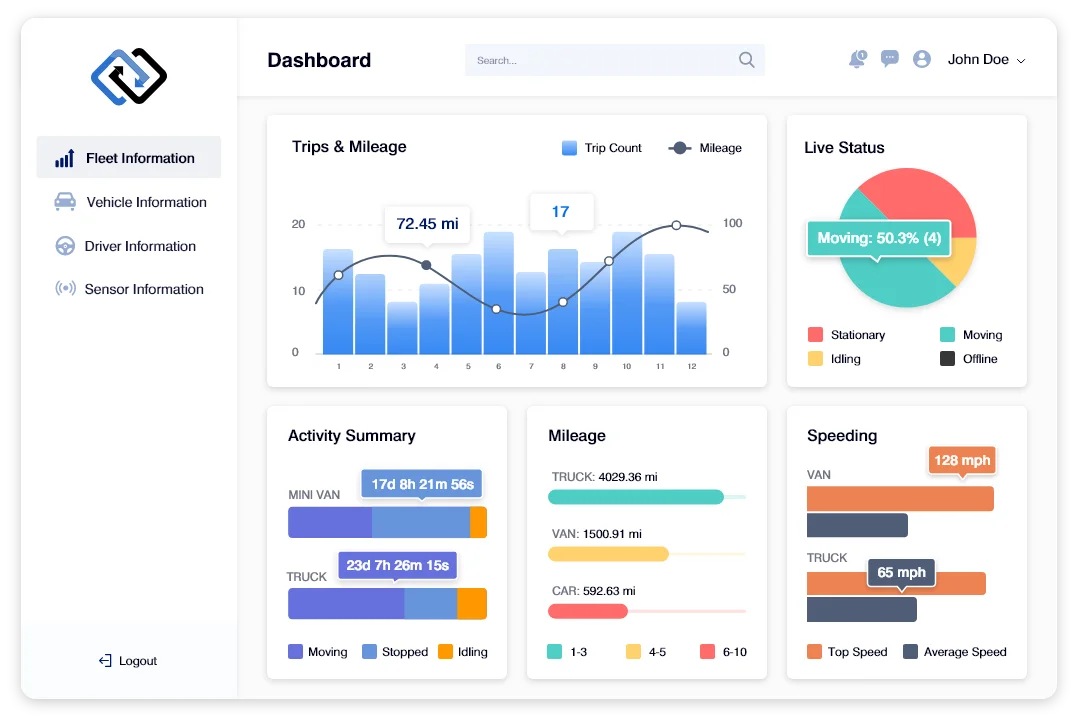 Dashboard
Search...
1
John Doe
Fleet Information
Vehicle Information
Driver Information
Sensor Information
Logout
Trips & Mileage
Trip Count
Mileage
72.45 mi
17
20
10
0
100
50
0
1 2 3 4 5 6 7 8 9 10 11 12
Live Status
Moving: 50.3% (4)
Stationary
Moving
Idling
Offline
Activity Summary
17d 8h 21m 56s
MINI VAN
23d 7h 26m 15s
TRUCK
Moving
Stopped
Idling
Mileage
TRUCK: 4029.36 mi
VAN: 1500.91 mi
CAR: 592.63 mi
1-3
4-5
6-10
Speeding
128 mph
VAN
TRUCK
65 mph
Top Speed
Average Speed